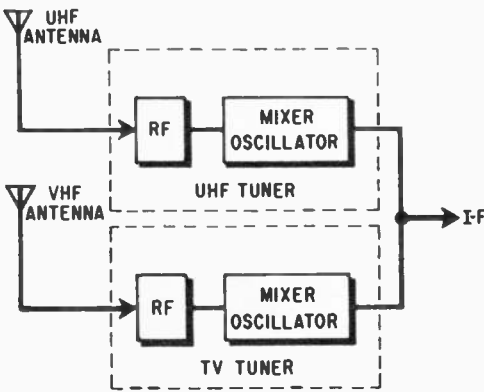 UHF
ANTENNA
RF
MIXER
OSCILLATOR
UHF TUNER
VHF
ANTENNA
I-F
RF
MIXER
OSCILLATOR
TV TUNER